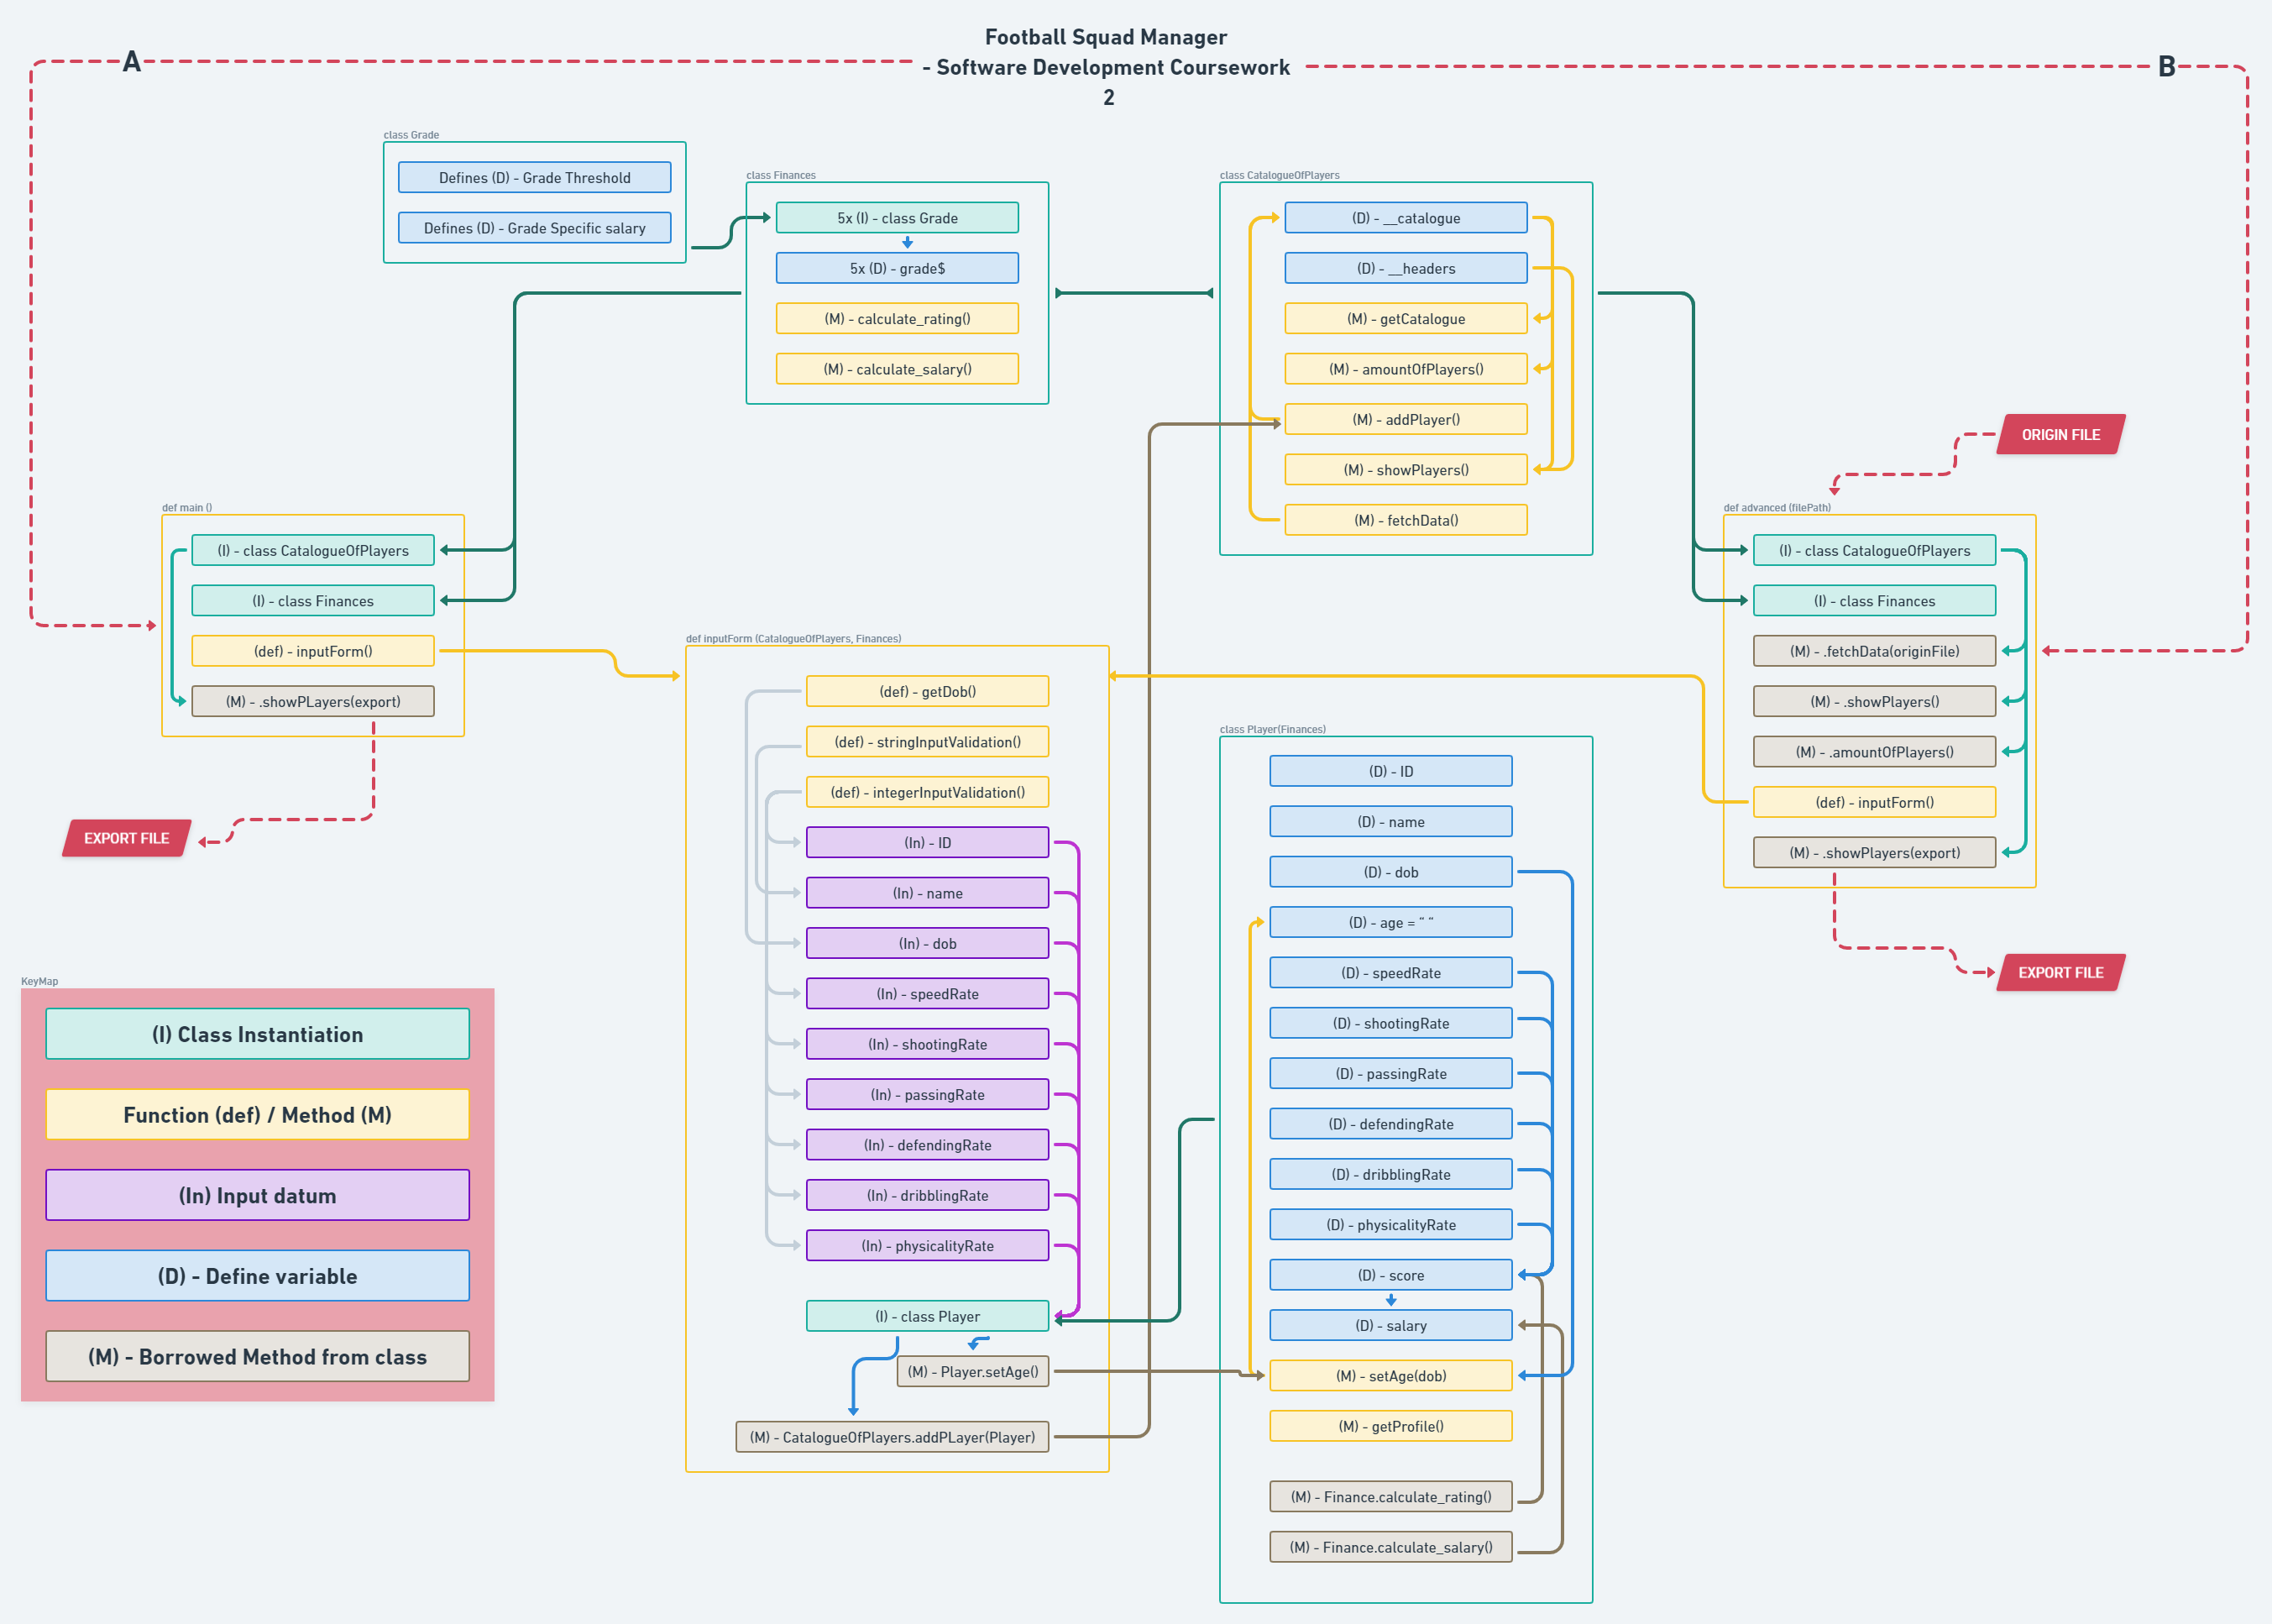 Football Squad Manager
- Software Development Coursework
2
A
B
class Grade
Defines (D) - Grade Threshold
Defines (D) - Grade Specific salary
class Finances
5x (I) - class Grade
5x (D) - grade$
(M) - calculate_rating()
(M) - calculate_salary()
class CatalogueOfPlayers
(D) - __catalogue
(D) - __headers
(M) - getCatalogue
(M) - amountOfPlayers()
(M) - addPlayer()
(M) - showPlayers()
(M) - fetchData()
ORIGIN FILE
def main ()
(I) - class CatalogueOfPlayers
(I) - class Finances
(def) - inputForm()
(M) - .showPLayers(export)
EXPORT FILE
def advanced (filePath)
(I) - class CatalogueOfPlayers
(I) - class Finances
(M) - .fetchData(originFile)
(M) - .showPlayers()
(M) - .amountOfPlayers()
(def) - inputForm()
(M) - .showPlayers(export)
EXPORT FILE
def inputForm (CatalogueOfPlayers, Finances)
(def) - getDob()
(def) - stringInputValidation()
(def) - integerInputValidation()
(In) - ID
(In) - name
(In) - dob
(In) - speedRate
(In) - shootingRate
(In) - passingRate
(In) - defendingRate
(In) - dribblingRate
(In) - physicalityRate
(I) - class Player
(M) - Player.setAge()
(M) - CatalogueOfPlayers.addPLayer(Player)
class Player(Finances)
(D) - ID
(D) - name
(D) - dob
(D) - age = “ “
(D) - speedRate
(D) - shootingRate
(D) - passingRate
(D) - defendingRate
(D) - dribblingRate
(D) - physicalityRate
(D) - score
(D) - salary
(M) - setAge(dob)
(M) - getProfile()
(M) - Finance.calculate_rating()
(M) - Finance.calculate_salary()
KeyMap
(I) Class Instantiation
Function (def) / Method (M)
(In) Input datum
(D) - Define variable
(M) - Borrowed Method from class